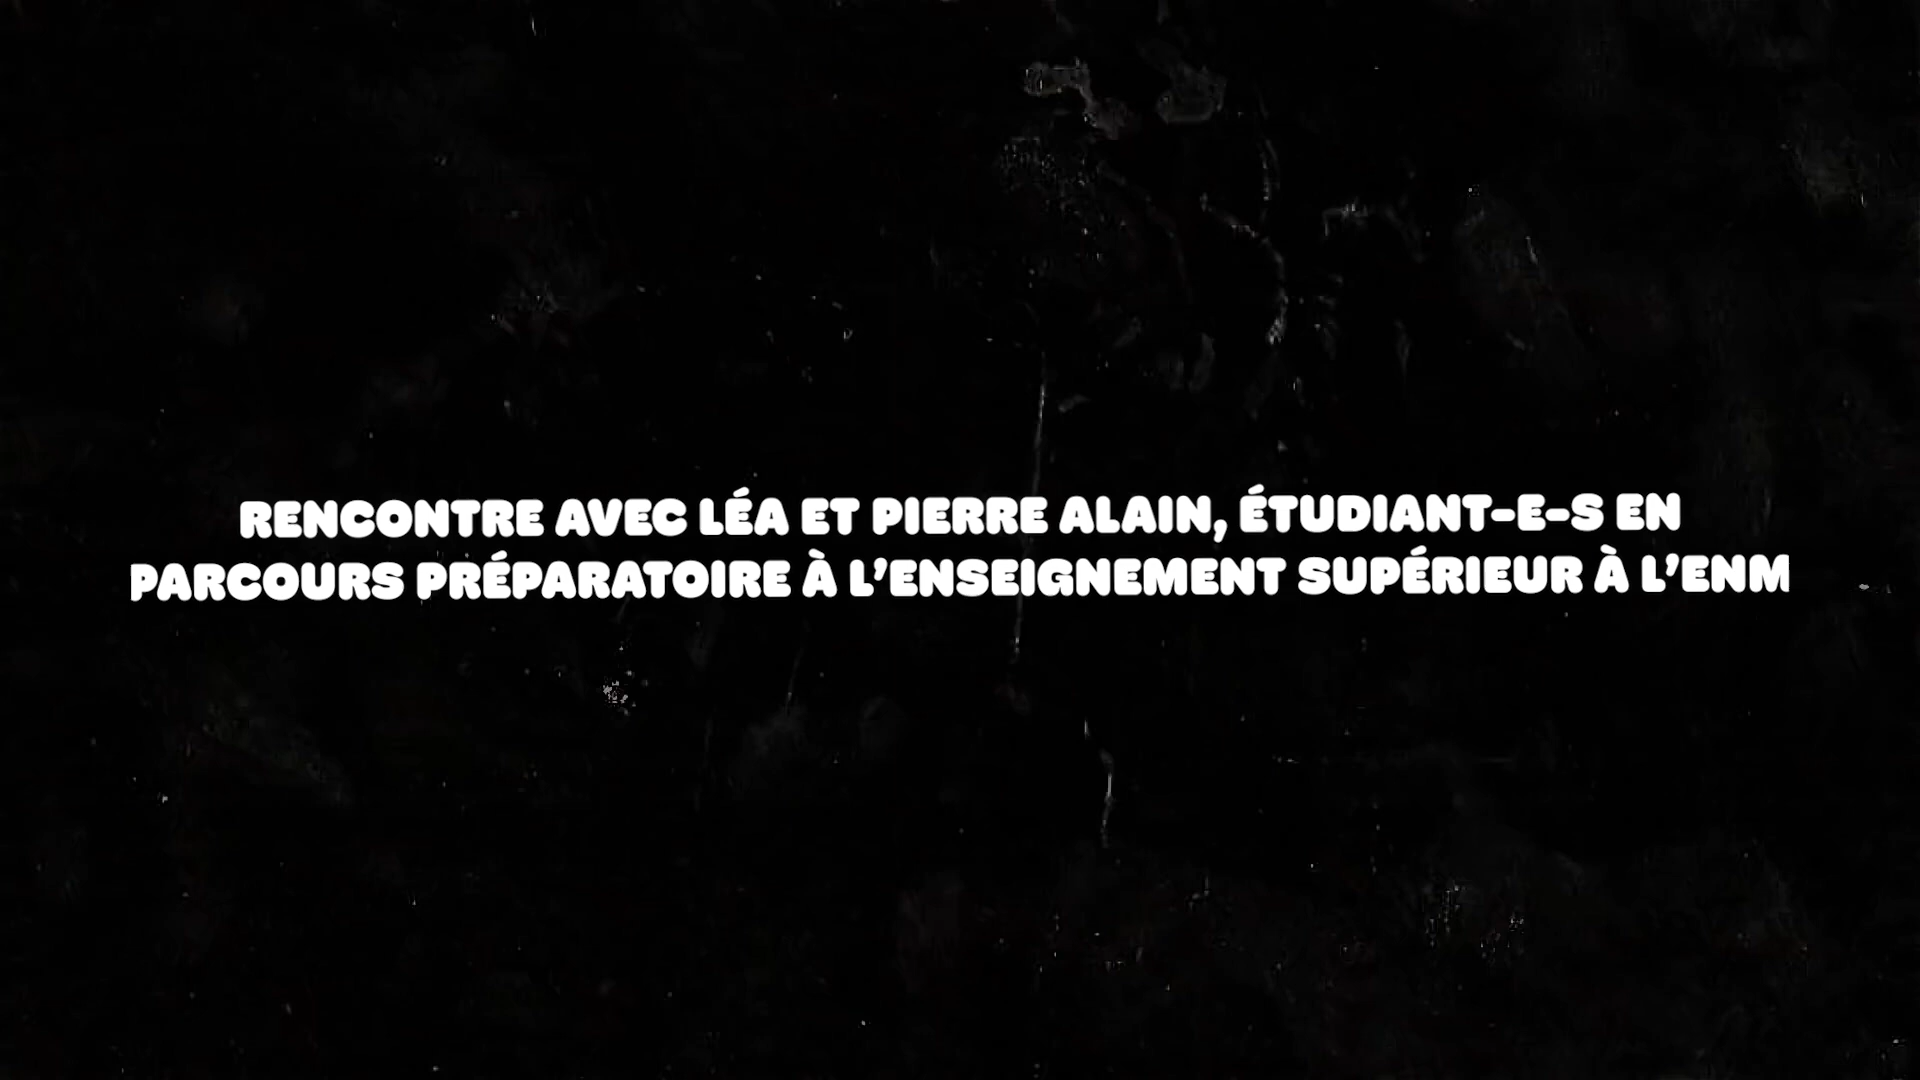 RENCONTRE AVEC LÉA ET PIERRE ALAIN, ÉTUDIANT-E-S EN
PARCOURS PRÉPARATOIRE À L’ENSEIGNEMENT SUPÉRIEUR À L’ENM